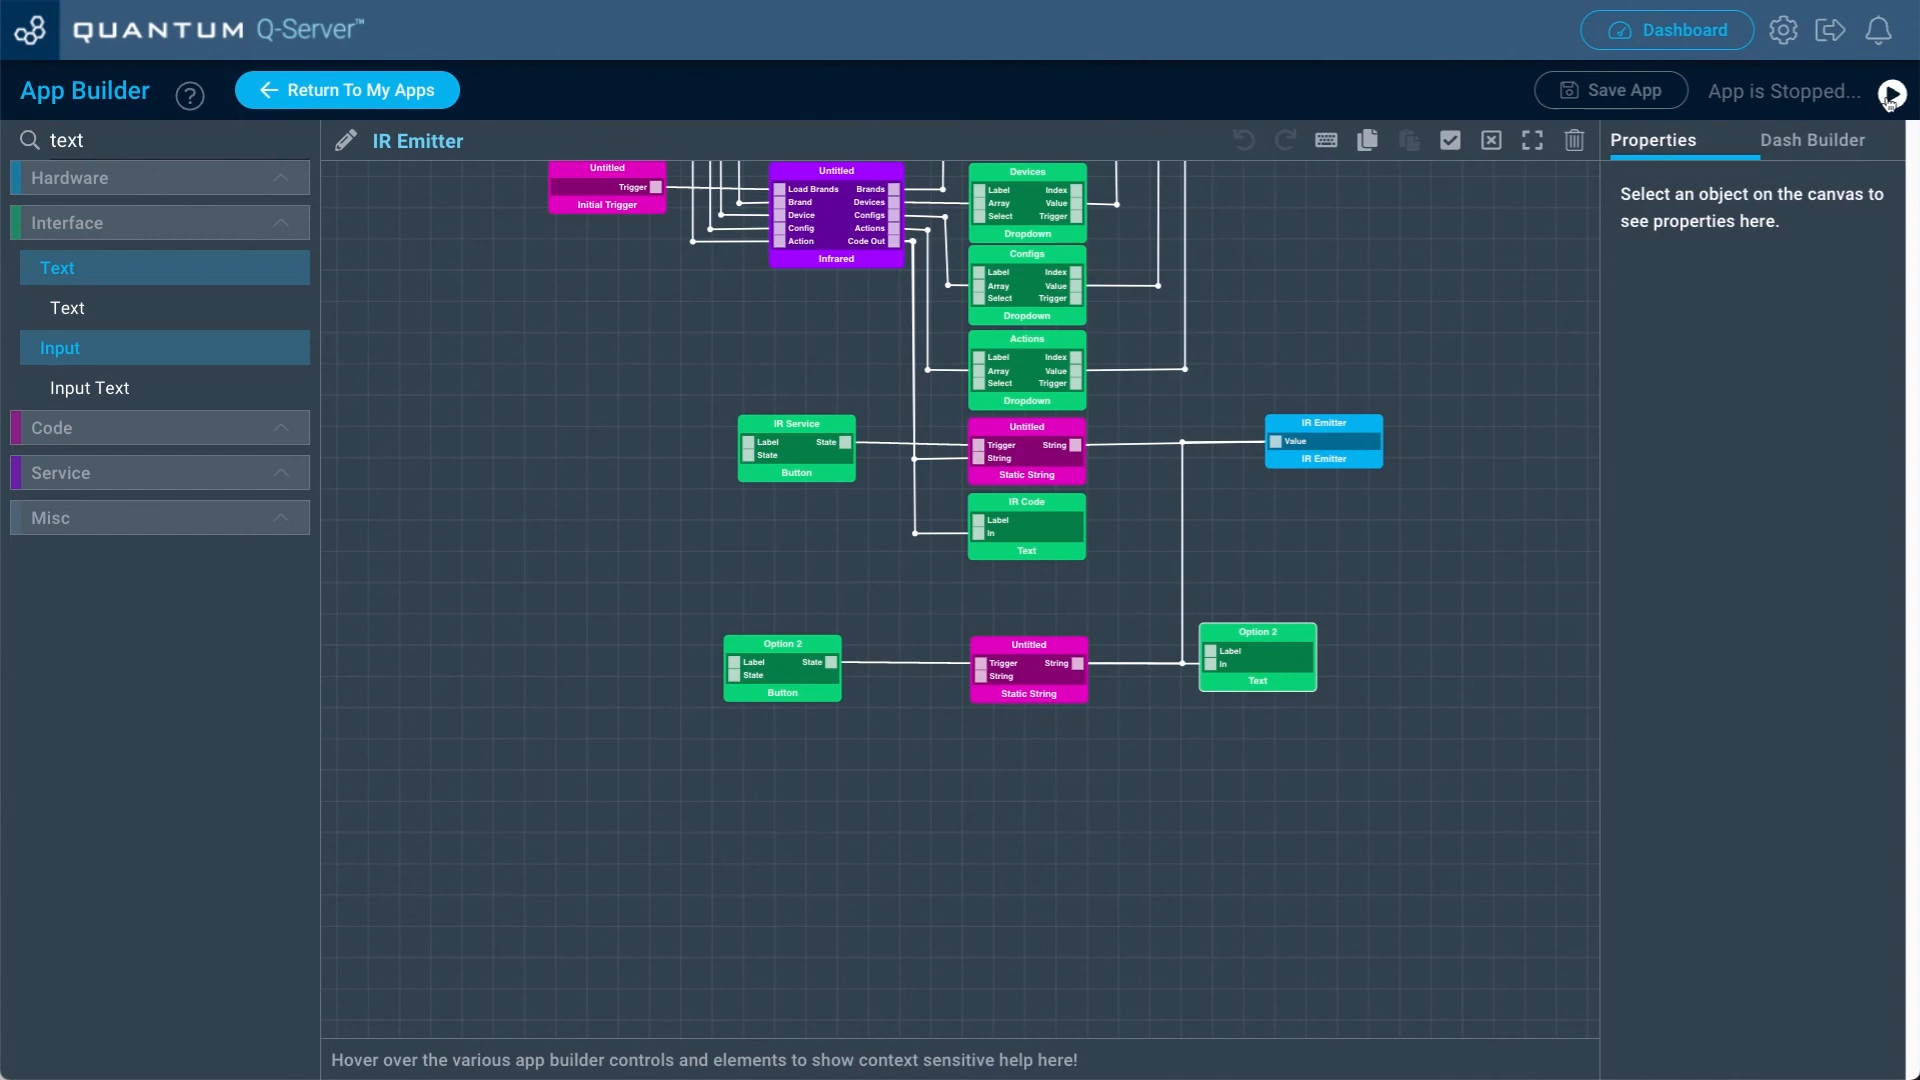 QUANTUM Q-Server™
Dashboard
App Builder
?
Return To My Apps
Save App
App is Stopped...
text
Hardware
Interface
Text
Text
Input
Input Text
Code
Service
Misc
IR Emitter
Properties
Dash Builder
Select an object on the canvas to
see properties here.
Untitled
Trigger
Initial Trigger
Untitled
Load Brands Brands
Brand Devices
Device Configs
Config Actions
Action Code Out
Infrared
Devices
Label Index
Array Value
Select Trigger
Dropdown
Configs
Label Index
Array Value
Select Trigger
Dropdown
Actions
Label Index
Array Value
Select Trigger
Dropdown
IR Service
Label State
State
Button
Untitled
Trigger String
String
Static String
IR Emitter
Value
IR Emitter
IR Code
Label
In
Text
Option 2
Label State
State
Button
Untitled
Trigger String
String
Static String
Option 2
Label
In
Text
Hover over the various app builder controls and elements to show context sensitive help here!